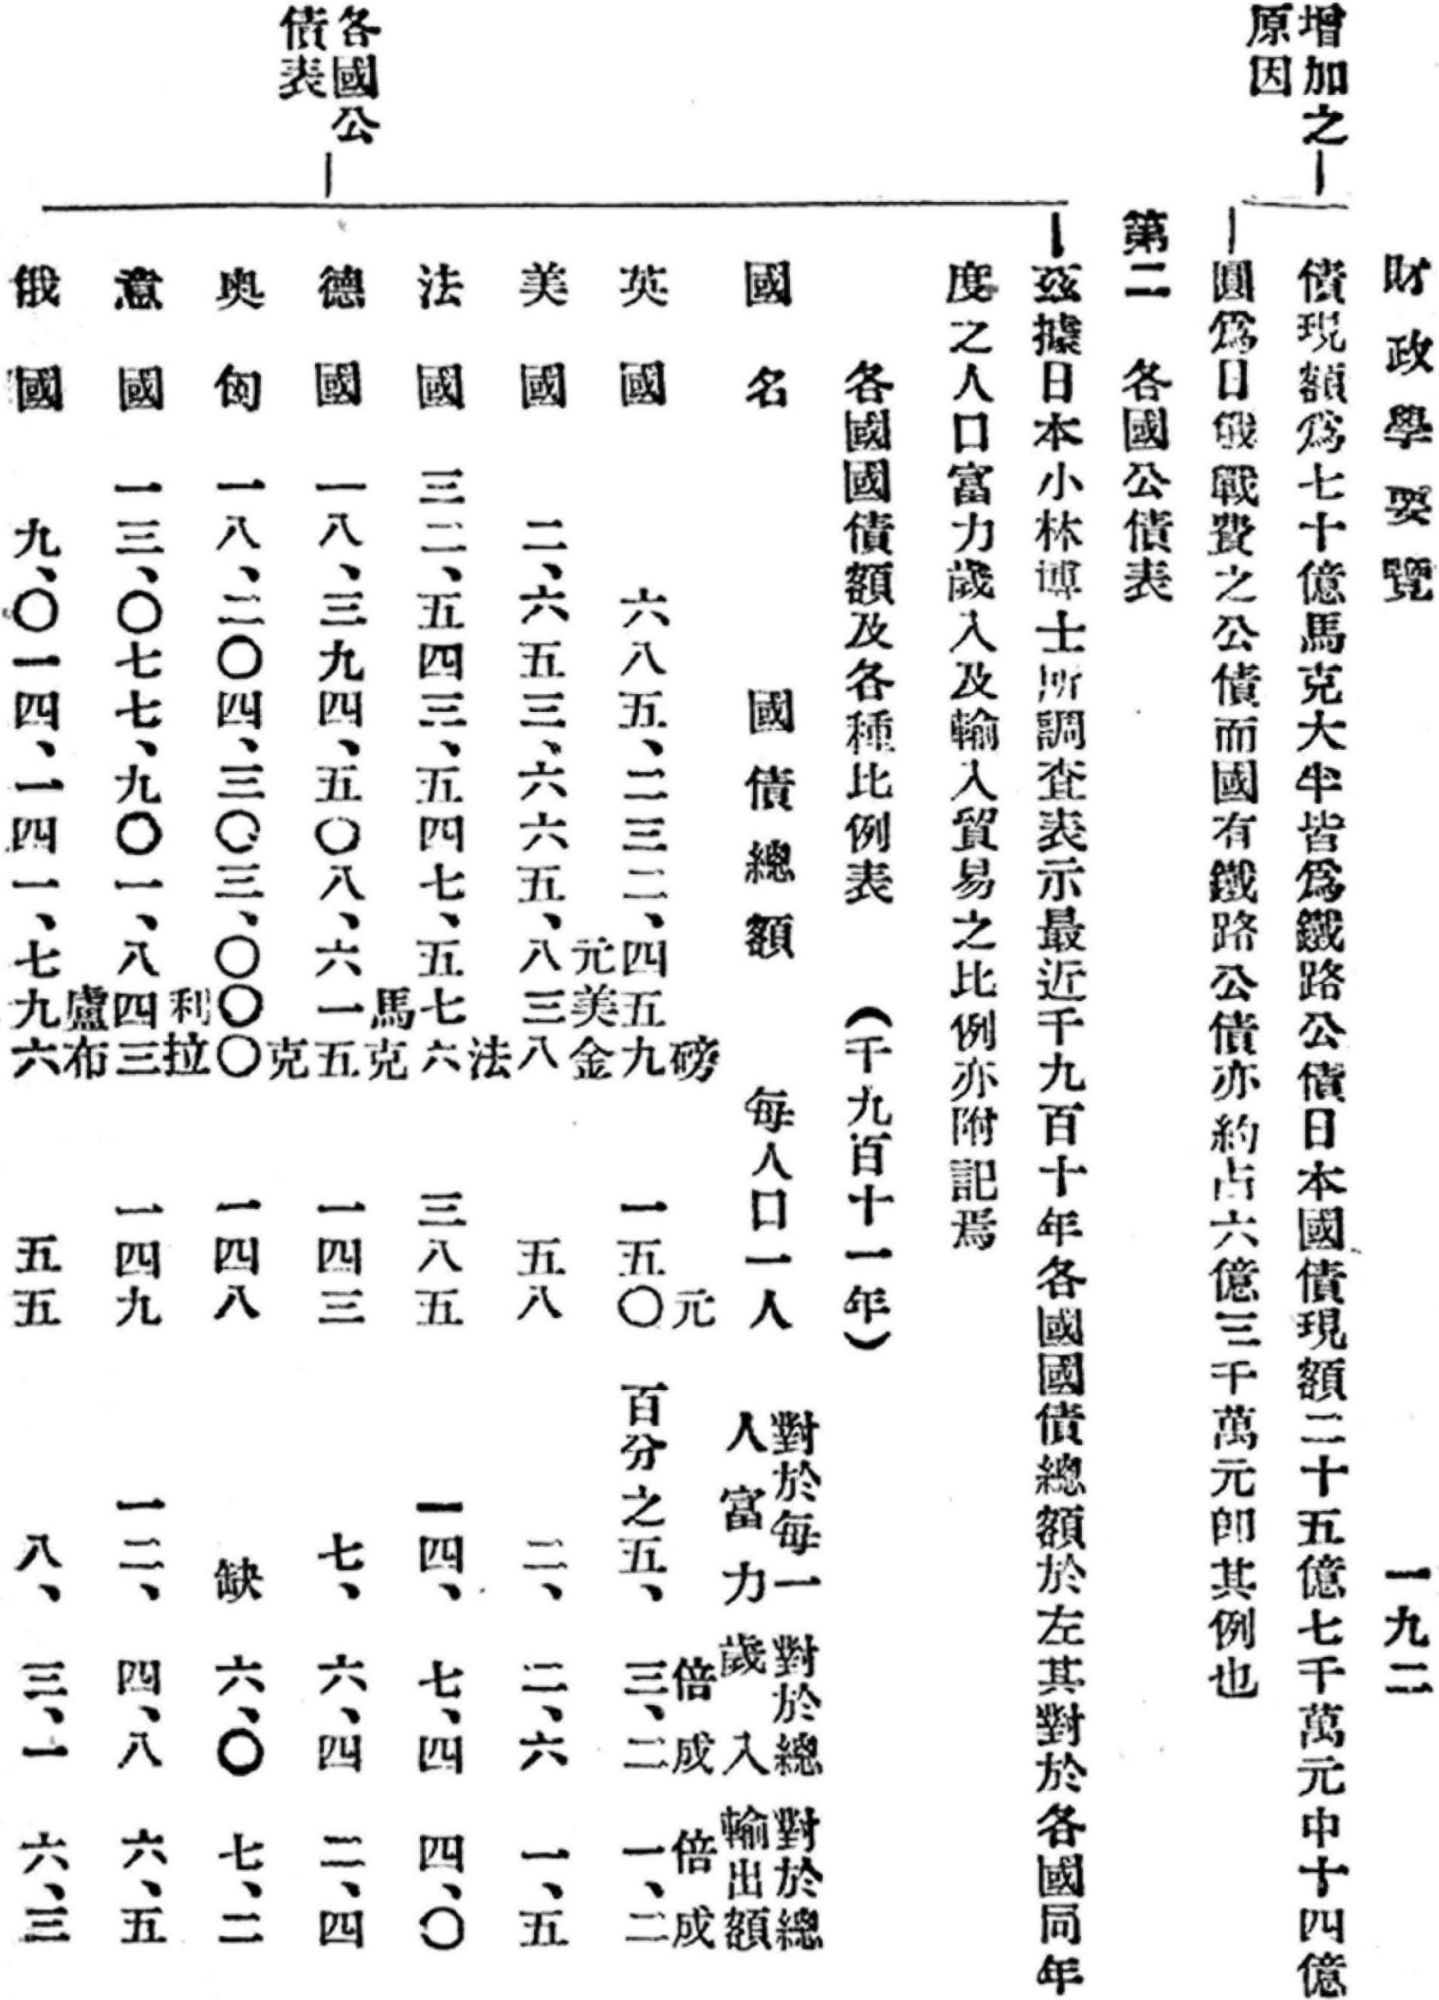 財政學要覽 一九二
增加之
原因
債現額爲七十億馬克大半皆爲鐵路公債日本國債現額二十五億七千萬元中十四億
圓爲日俄戰費之公債而國有鐵路公債亦約占六億三千萬元卽其例也
第二 各國公債表
各國公
債表
茲據日本小林博士所調查表示最近千九百十年各國國債總額於左其對於各國同年
度之人口富力歲入及輸入貿易之比例亦附記焉
各國國債額及各種比例表 (千九百十一年)
國名 國債總額 每人口一人 對於每一人富力 對於總歲入 對於總輸出額
磅 元 倍成 倍成
英國 六八五、二三二、四五九 一五〇 百分之五、 三、二 一、二
元美金
美國 二、六五三、六六五、八三八 五八 二、 二、六 一、五
法
法國 三二、五四三、五四七、五七六 三八五 一四、 七、四 四、〇
馬克
德國 一八、三九四、五〇八、六一五 一四三 七、 六、四 二、四
克
奧匈 一八、二〇四、三〇三、〇〇〇 一四八 缺 六、〇 七、二
利拉
意國 一三、〇七七、九〇一、八四三 一四九 一二、 四、八 六、五
盧布
俄國 九、〇一四、一四一、七九六 五五 八、 三、一 六、三